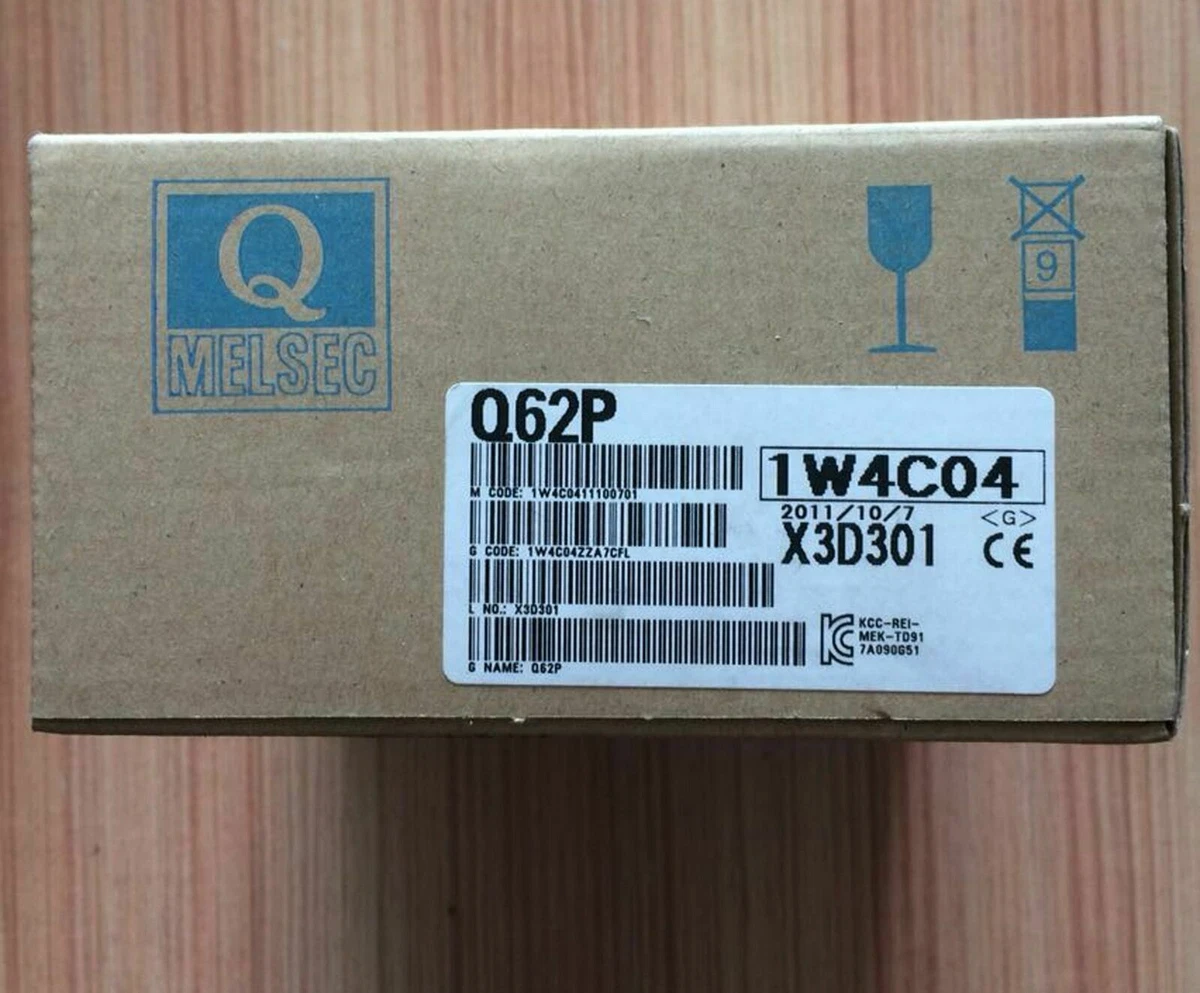 Q
MELSEC
9
Q62P
M CODE: 1W4C0411100701
1W4C04
2011/10/7 <G>
G CODE: 1W4C04ZZA7CFL
X3D301 CE
L NO.: X3D301
KCC-REI-
MEK-TD91
7A090G51
G NAME: Q62P